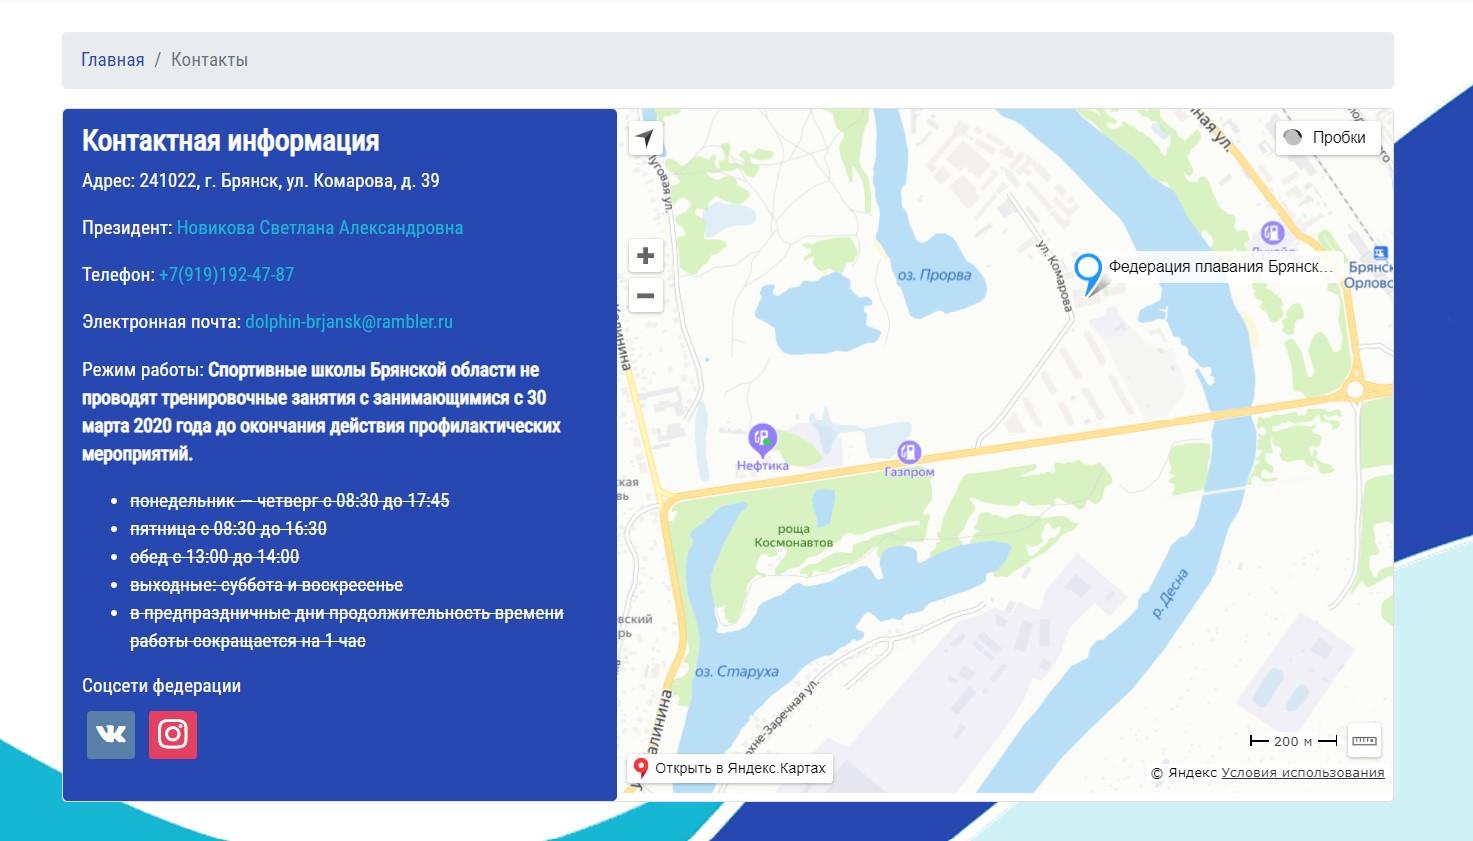 Главная / Контакты
Контактная информация
Адрес: 241022, г. Брянск, ул. Комарова, д. 39
Президент: Новикова Светлана Александровна
Телефон: +7(919)192-47-87
Электронная почта: dolphin-brjansk@rambler.ru
Режим работы: Спортивные школы Брянской области не
проводят тренировочные занятия с занимающимися с 30
марта 2020 года до окончания действия профилактических
мероприятий.
понедельник — четверг с 08:30 до 17:45
пятница с 08:30 до 16:30
обед с 13:00 до 14:00
выходные: суббота и воскресенье
в предпраздничные дни продолжительность времени
работы сокращается на 1 час
Соцсети федерации
Пробки
ул. Комарова
оз. Прорва
Федерация плавания Брянск...
Брянск
Орловс
Нефтика
Газпром
роща
Космонавтов
р. Десна
оз. Старуха
200 м
Открыть в Яндекс.Картах
© Яндекс Условия использования